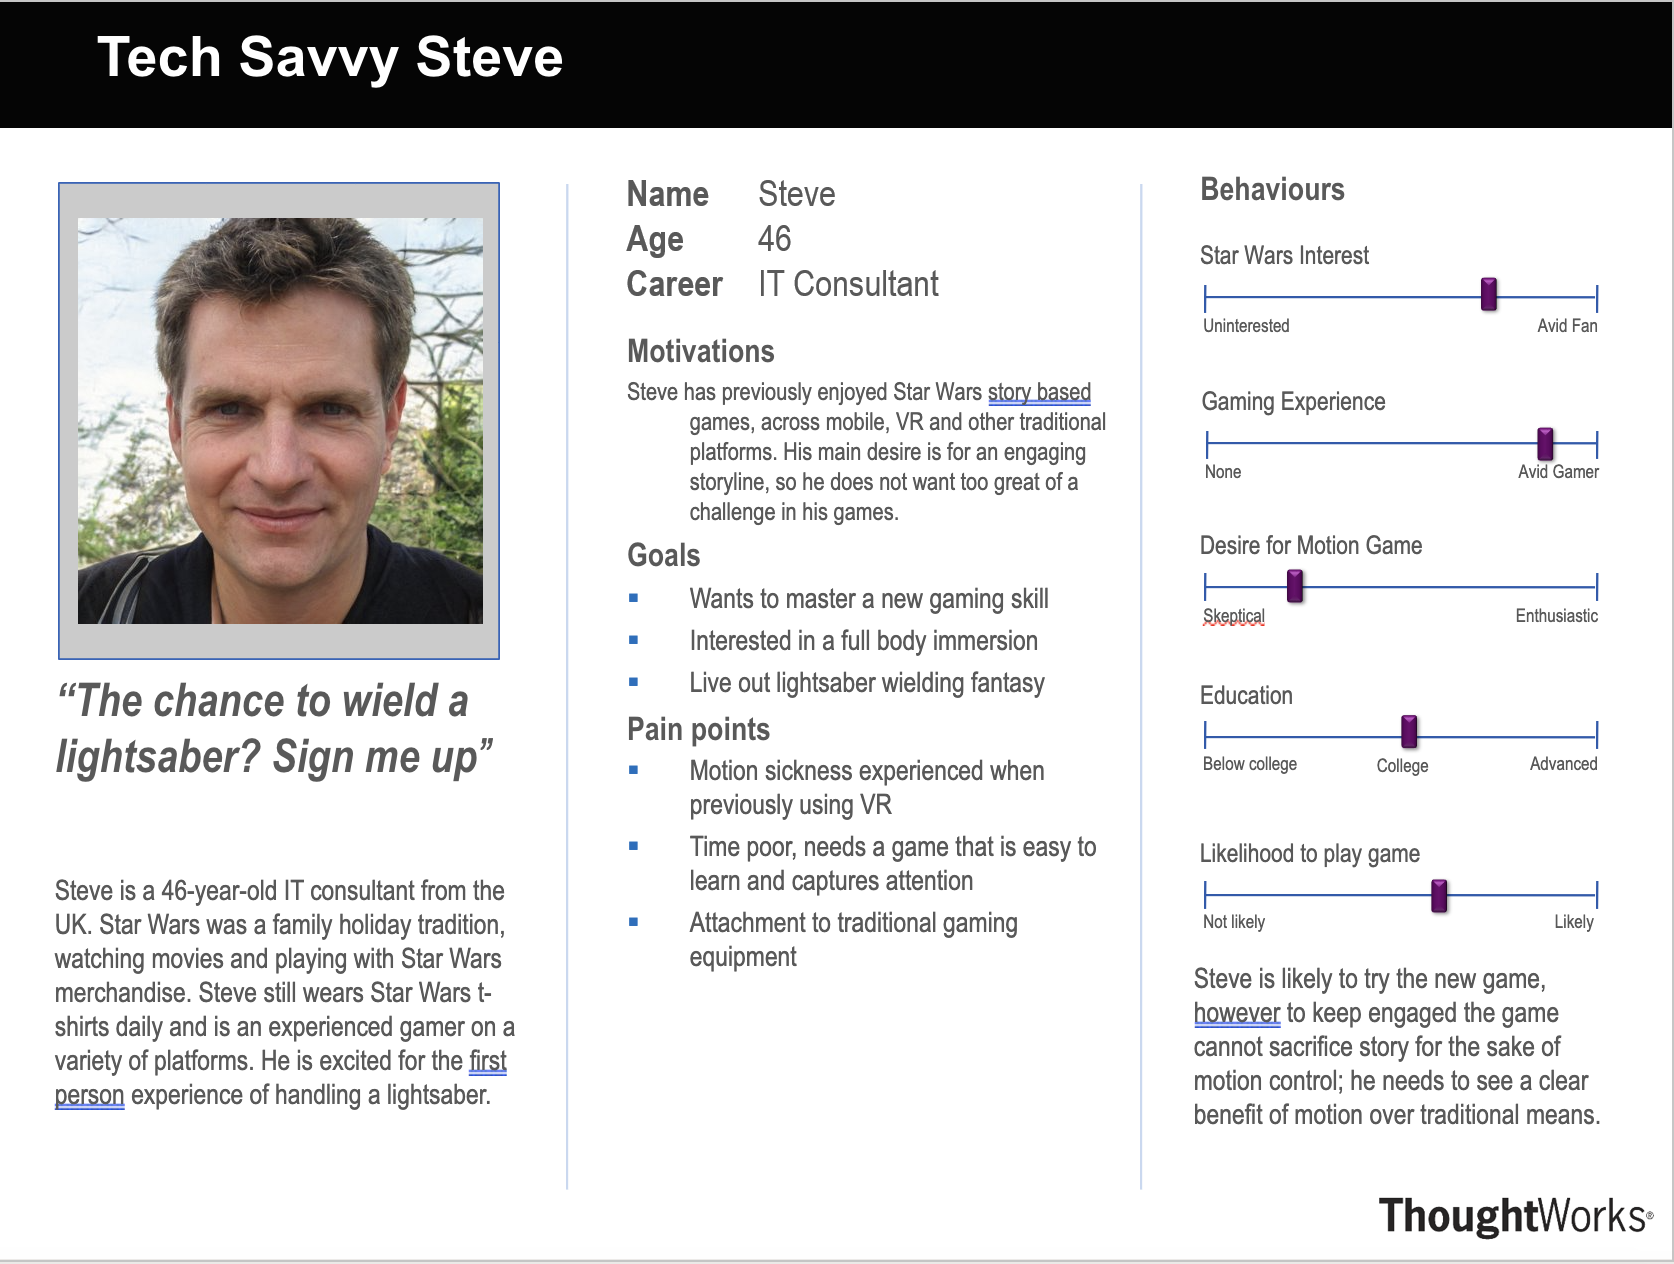 Tech Savvy Steve
“The chance to wield a
lightsaber? Sign me up”
Steve is a 46-year-old IT consultant from the
UK. Star Wars was a family holiday tradition,
watching movies and playing with Star Wars
merchandise. Steve still wears Star Wars t-
shirts daily and is an experienced gamer on a
variety of platforms. He is excited for the first
person experience of handling a lightsaber.
Name Steve
Age 46
Career IT Consultant
Motivations
Steve has previously enjoyed Star Wars story based
games, across mobile, VR and other traditional
platforms. His main desire is for an engaging
storyline, so he does not want too great of a
challenge in his games.
Goals
▪ Wants to master a new gaming skill
▪ Interested in a full body immersion
▪ Live out lightsaber wielding fantasy
Pain points
▪ Motion sickness experienced when
previously using VR
▪ Time poor, needs a game that is easy to
learn and captures attention
▪ Attachment to traditional gaming
equipment
Behaviours
Star Wars Interest
Uninterested Avid Fan
Gaming Experience
None Avid Gamer
Desire for Motion Game
Skeptical Enthusiastic
Education
Below college College Advanced
Likelihood to play game
Not likely Likely
Steve is likely to try the new game,
however to keep engaged the game
cannot sacrifice story for the sake of
motion control; he needs to see a clear
benefit of motion over traditional means.
ThoughtWorks®